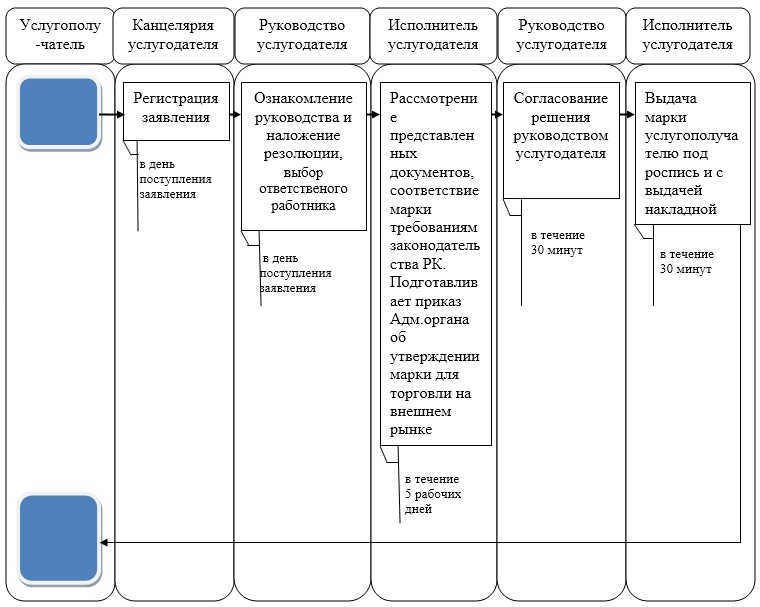 Услугополу
-чатель
Канцелярия
услугодателя
Руководство
услугодателя
Исполнитель
услугодателя
Руководство
услугодателя
Исполнитель
услугодателя
Регистрация
заявления
в день
поступления
заявления
Ознакомление
руководства и
наложение
резолюции,
выбор
ответственого
работника
в день
поступления
заявления
Рассмотрени
е
представлен
ных
документов,
соответствие
марки
требованиям
законодатель
ства РК.
Подготавлив
ает приказ
Адм.органа
об
утверждении
марки для
торговли на
внешнем
рынке
в течение
5 рабочих
дней
Согласование
решения
руководством
услугодателя
в течение
30 минут
Выдача
марки
услугополуча
телю под
роспись и с
выдачей
накладной
в течение
30 минут